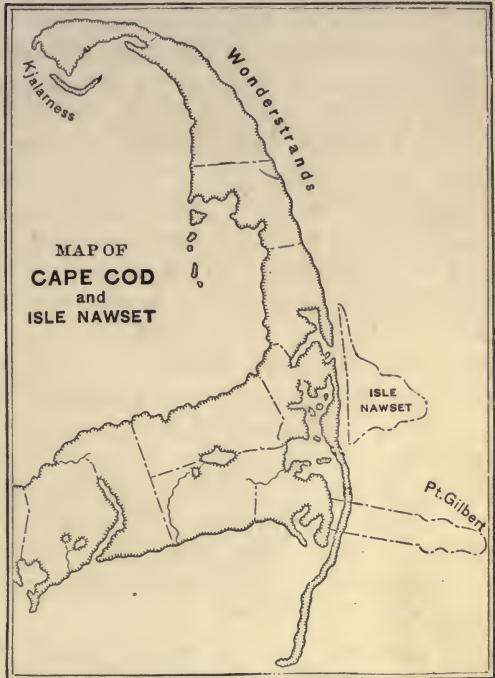 Kjalarness
Wonderstrands
MAP OF
CAPE COD
and
ISLE NAWSET
ISLE
NAWSET
Pt. Gilbert